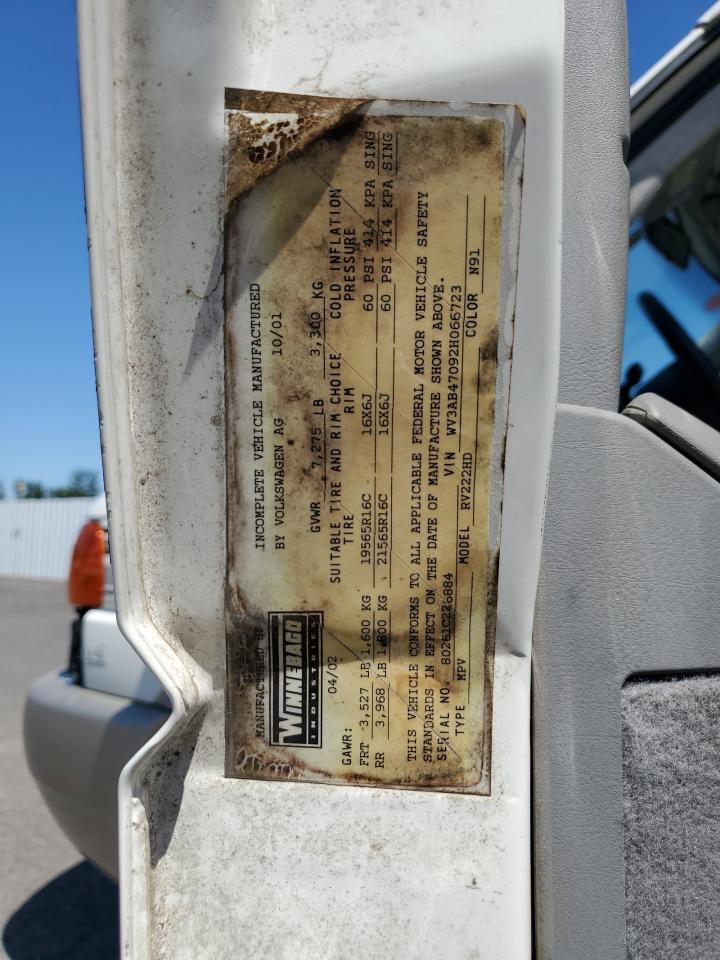 MANUFACTURED BY
WINNEBAGO
INDUSTRIES
04/02
INCOMPLETE VEHICLE MANUFACTURED
BY VOLKSWAGEN AG 10/01
GVWR 7,275 LB 3,300 KG
SUITABLE TIRE AND RIM CHOICE COLD INFLATION
GAWR: TIRE RIM PRESSURE
FRT 3,527 LB 1,600 KG 19565R16C 16X6J 60 PSI 414 KPA SING
RR 3,968 LB 1,800 KG 21565R16C 16X6J 60 PSI 414 KPA SING
THIS VEHICLE CONFORMS TO ALL APPLICABLE FEDERAL MOTOR VEHICLE SAFETY
STANDARDS IN EFFECT ON THE DATE OF MANUFACTURE SHOWN ABOVE.
SERIAL NO. 80261C226884 VIN WV3AB47092H066723
TYPE MPV MODEL RV222HD COLOR N91